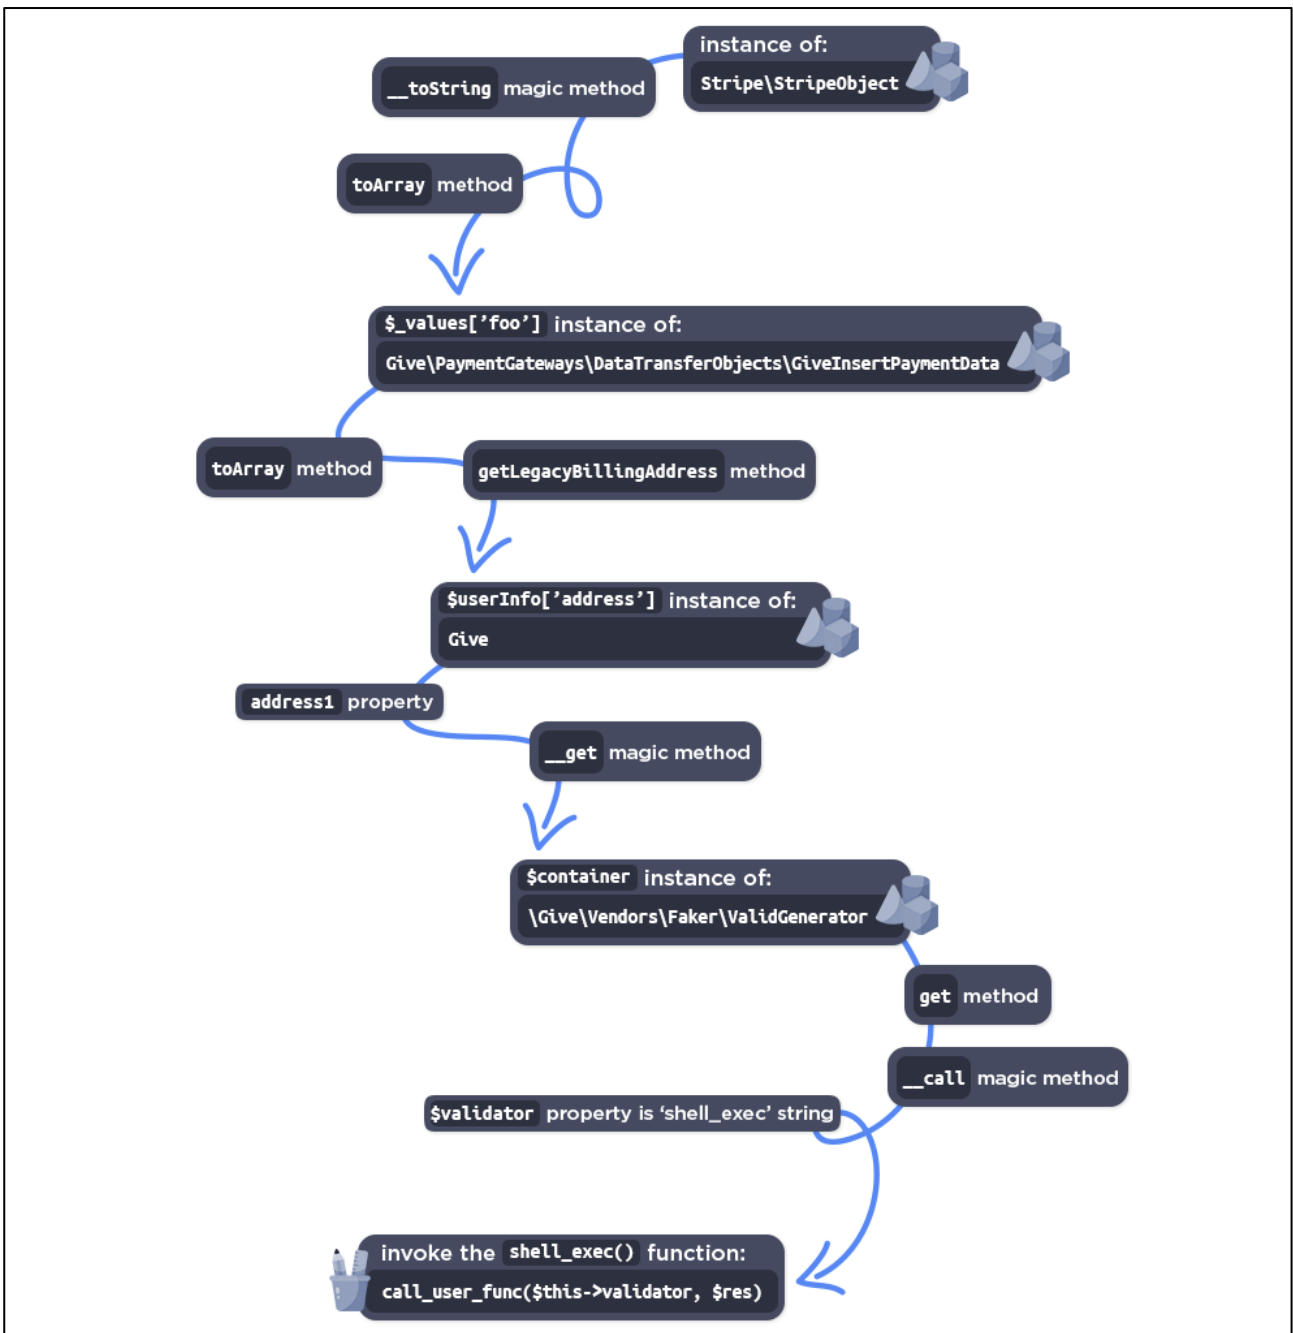 instance of:
Stripe\StripeObject
__toString magic method
toArray method
$_values[’foo’] instance of:
Give\PaymentGateways\DataTransferObjects\GiveInsertPaymentData
toArray method
getLegacyBillingAddress method
$userInfo[’address’] instance of:
Give
address1 property
__get magic method
$container instance of:
\Give\Vendors\Faker\ValidGenerator
get method
__call magic method
$validator property is ‘shell_exec’ string
invoke the shell_exec() function:
call_user_func($this->validator, $res)